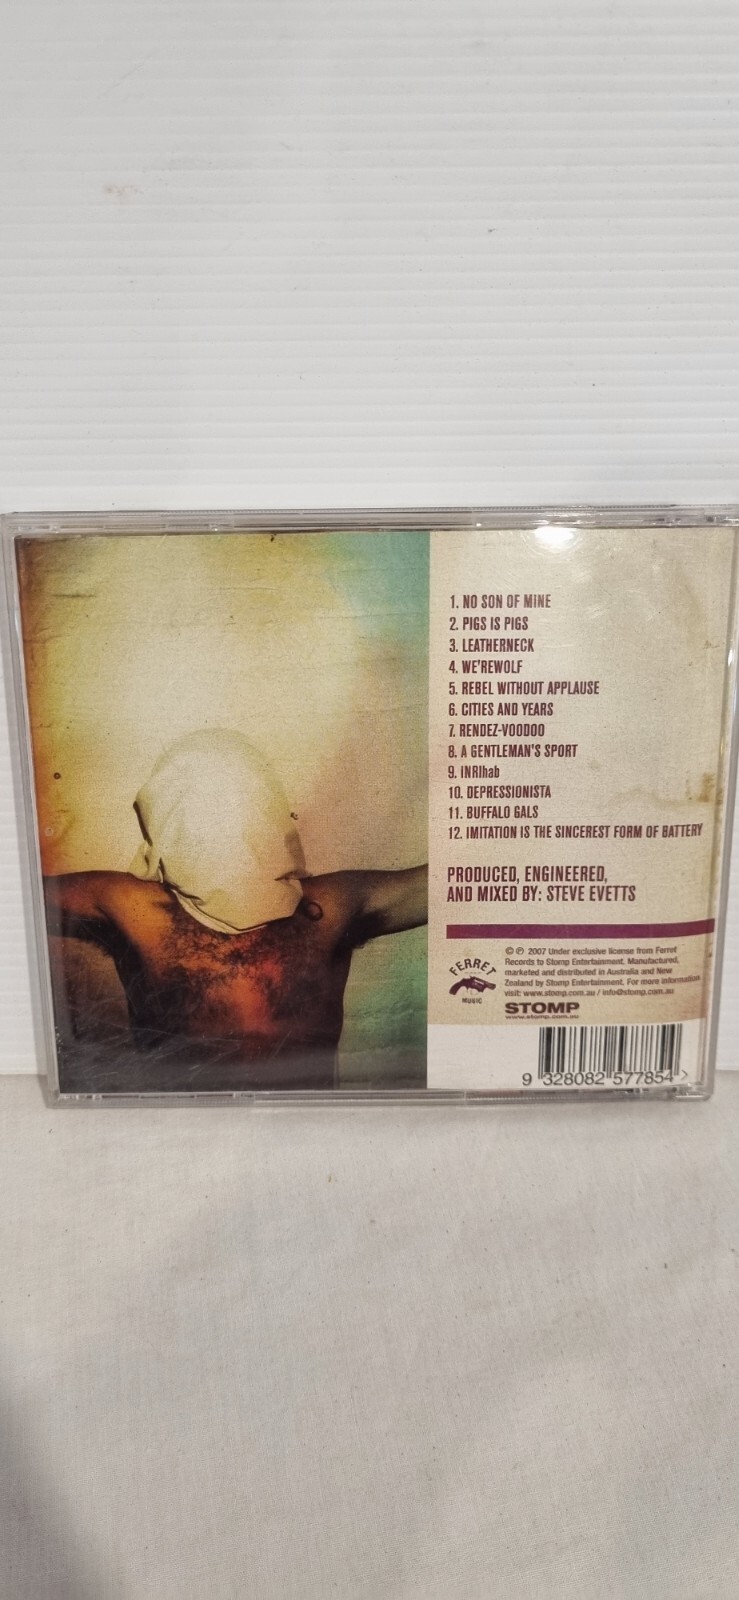 1. NO SON OF MINE
2. PIGS IS PIGS
3. LEATHERNECK
4. WE'REWOLF
5. REBEL WITHOUT APPLAUSE
6. CITIES AND YEARS
7. RENDEZ-VOODOO
8. A GENTLEMAN'S SPORT
9. INRIhab
10. DEPRESSIONISTA
11. BUFFALO GALS
12. IMITATION IS THE SINCEREST FORM OF BATTERY
PRODUCED, ENGINEERED,
AND MIXED BY: STEVE EVETTS
FERRET
MUSIC
© ℗ 2007 Under exclusive license from Ferret
Records to Stomp Entertainment. Manufactured,
marketed and distributed in Australia and New
Zealand by Stomp Entertainment. For more information
visit: www.stomp.com.au / info@stomp.com.au
STOMP
www.stomp.com.au
9 328082 577854 >